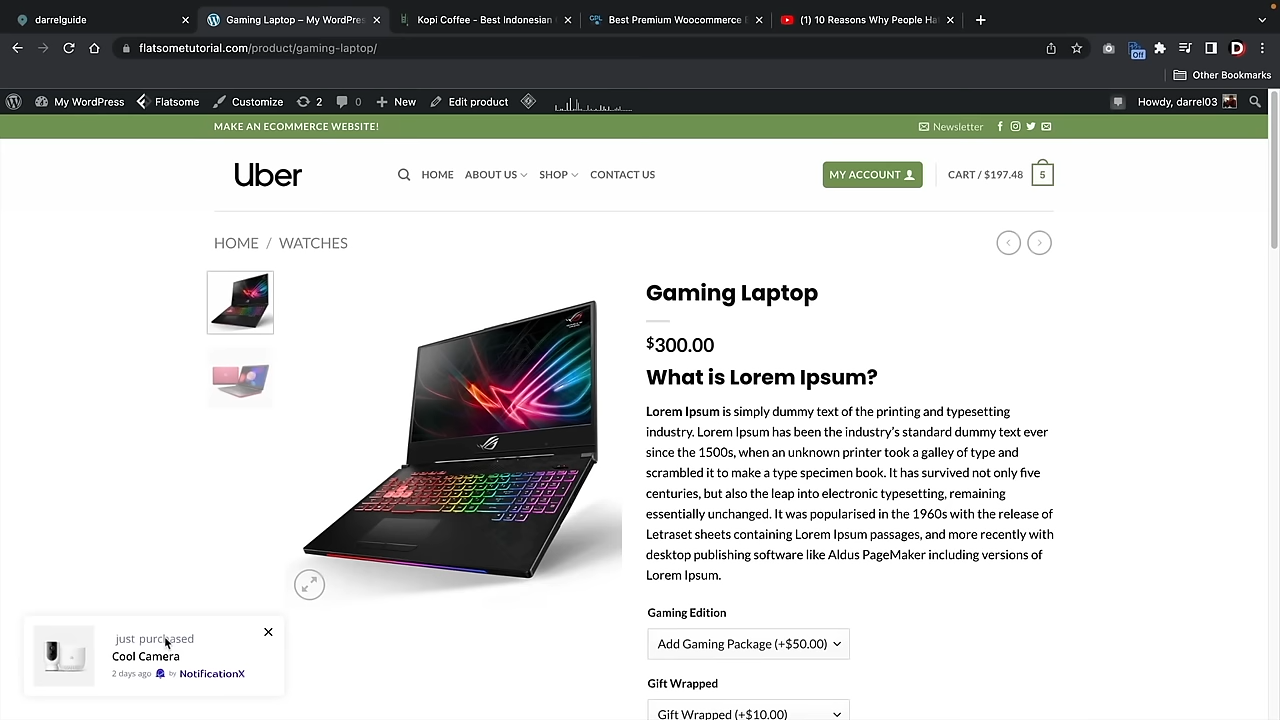 darrelguide
Gaming Laptop – My WordPres
Kopi Coffee - Best Indonesian
GPL
Best Premium Woocommerce
(1) 10 Reasons Why People Ha
flatsometutorial.com/product/gaming-laptop/
Off
D
Other Bookmarks
My WordPress
Flatsome
Customize
2
0
New
Edit product
Howdy, darrel03
MAKE AN ECOMMERCE WEBSITE!
Newsletter
Uber
HOME
ABOUT US
SHOP
CONTACT US
MY ACCOUNT
CART / $197.48
5
HOME / WATCHES
Gaming Laptop
$300.00
What is Lorem Ipsum?
Lorem Ipsum is simply dummy text of the printing and typesetting
industry. Lorem Ipsum has been the industry's standard dummy text ever
since the 1500s, when an unknown printer took a galley of type and
scrambled it to make a type specimen book. It has survived not only five
centuries, but also the leap into electronic typesetting, remaining
essentially unchanged. It was popularised in the 1960s with the release of
Letraset sheets containing Lorem Ipsum passages, and more recently with
desktop publishing software like Aldus PageMaker including versions of
Lorem Ipsum.
Gaming Edition
Add Gaming Package (+$50.00)
Gift Wrapped
Gift Wrapped (+$10.00)
just purchased
Cool Camera
2 days ago by NotificationX